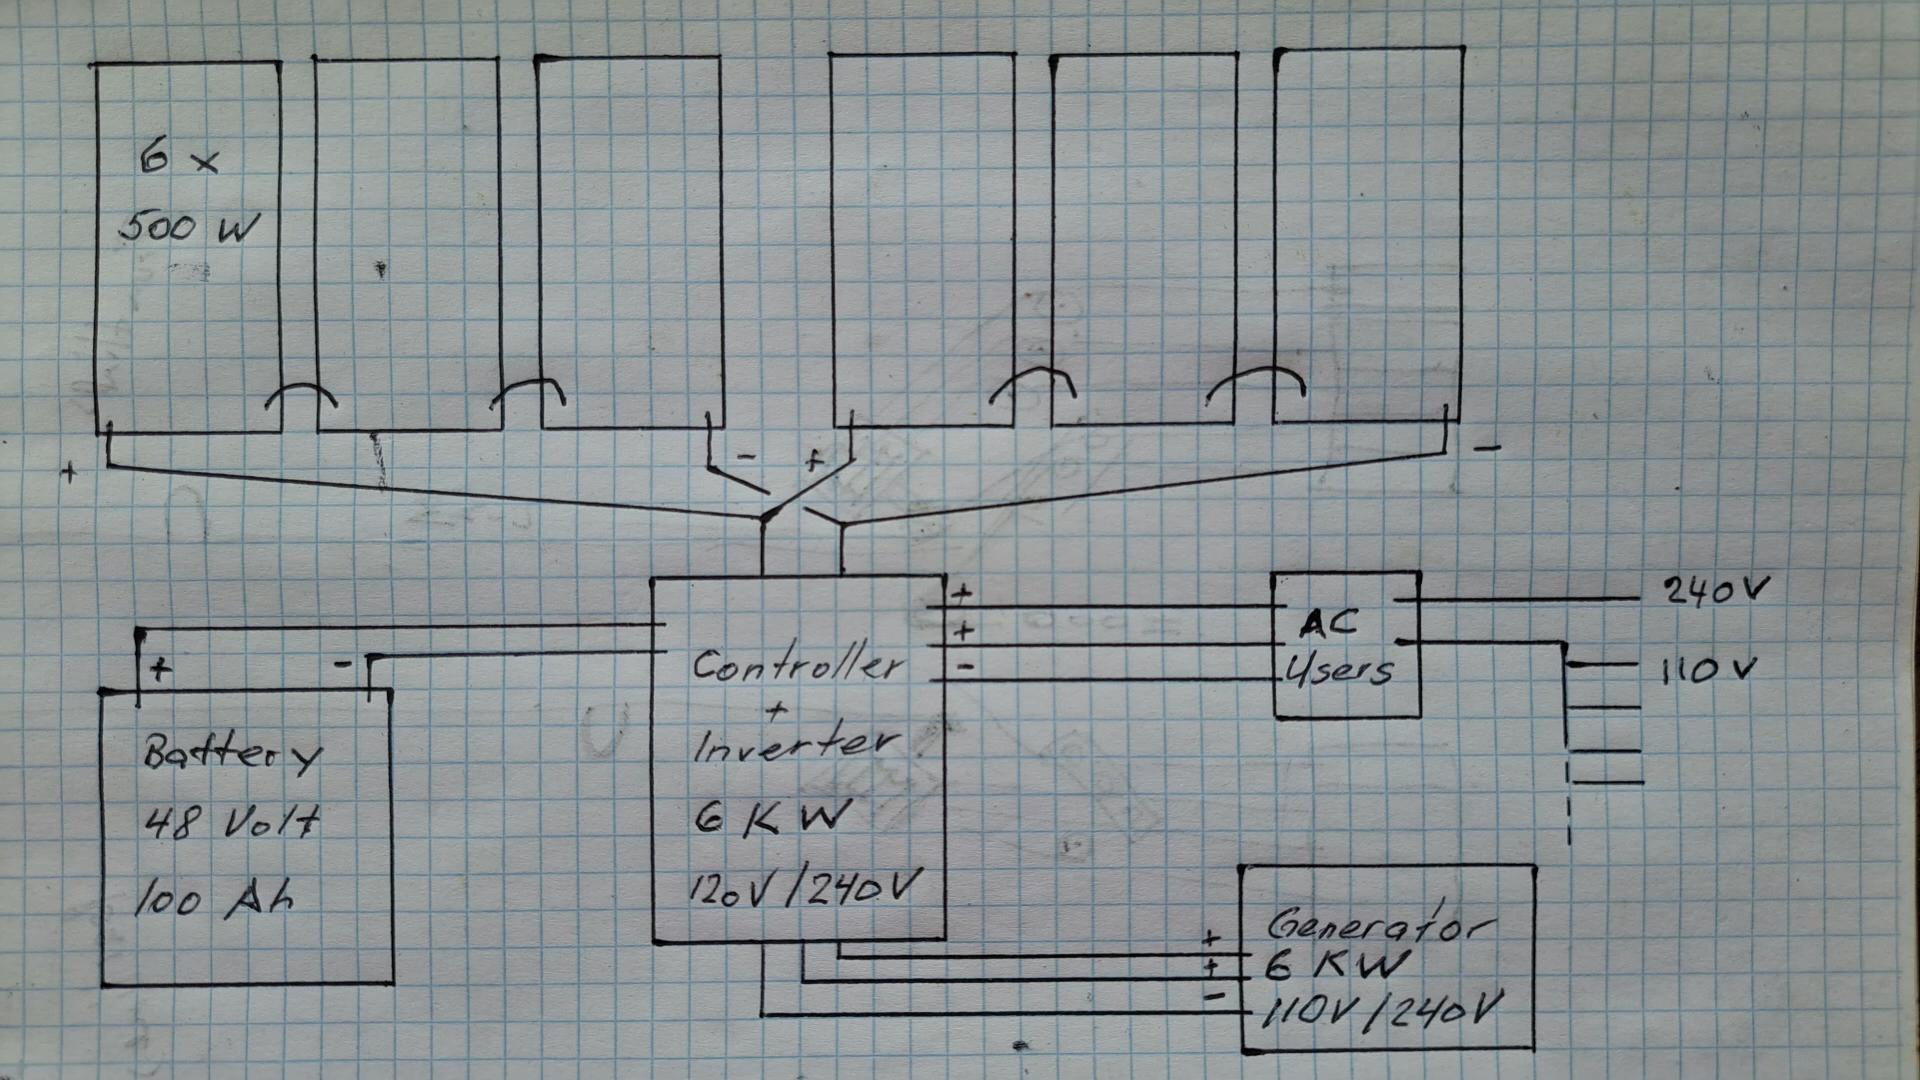 6 x
500 W
+
-
+
-
+
-
Battery
48 Volt
100 Ah
Controller
+
Inverter
6 KW
120V/240V
+
+
-
AC
Users
240V
110V
+
+
-
Generator
6 KW
110V/240V